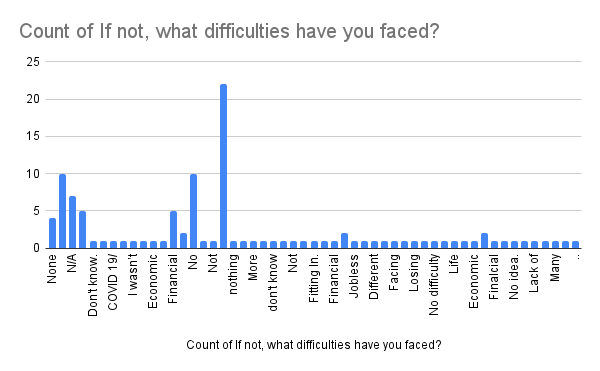 Count of If not, what difficulties have you faced?
25
20
15
10
5
0
None
N/A
Don't know.
COVID 19/
I wasn't
Economic
Financial
No
Not
nothing
More
don't know
Not
Fitting In.
Financial
Jobless
Different
Facing
Losing
No difficulty
Life
Economic
Finalcial
No idea.
Lack of
Many
..
Count of If not, what difficulties have you faced?